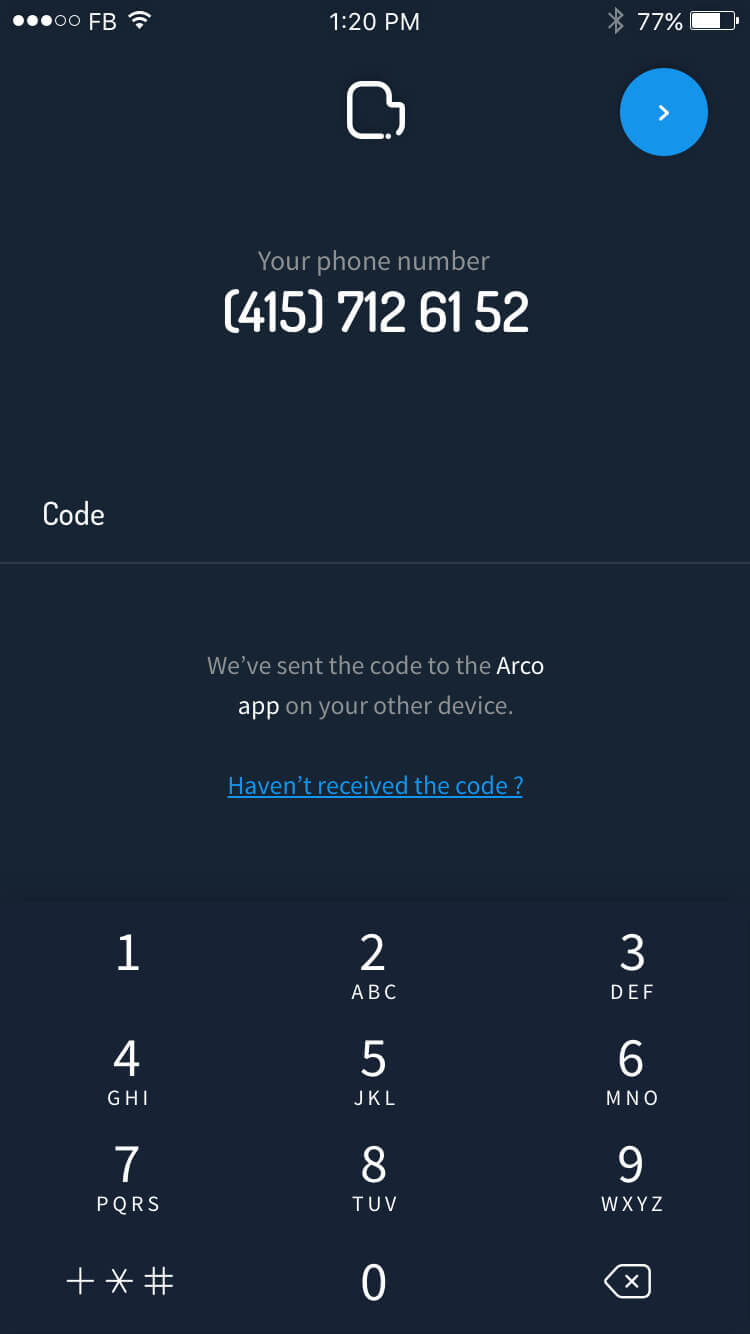 FB 1:20 PM 77%
Your phone number
(415) 712 61 52
Code
We’ve sent the code to the Arco
app on your other device.
Haven’t received the code ?
1 2 3
ABC DEF
4 5 6
GHI JKL MNO
7 8 9
PQRS TUV WXYZ
+ * # 0